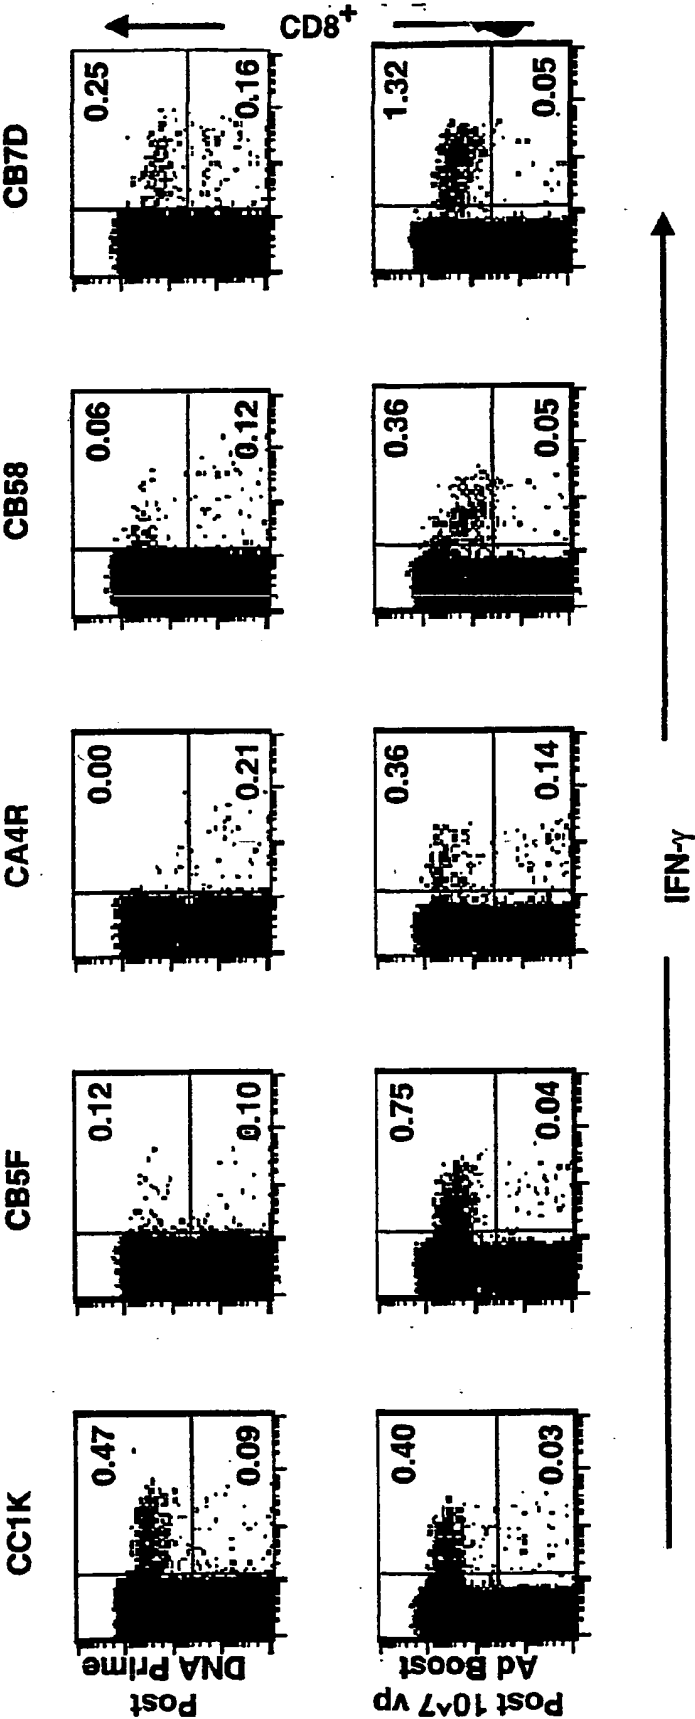 CC1K
CB5F
CA4R
CB58
CB7D
Post
DNA Prime
0.47
0.09
0.12
0.10
0.00
0.21
0.06
0.12
0.25
0.16
CD8+
Post 10^7 vp
Ad Boost
0.40
0.03
0.75
0.04
0.36
0.14
0.36
0.05
1.32
0.05
IFN-γ